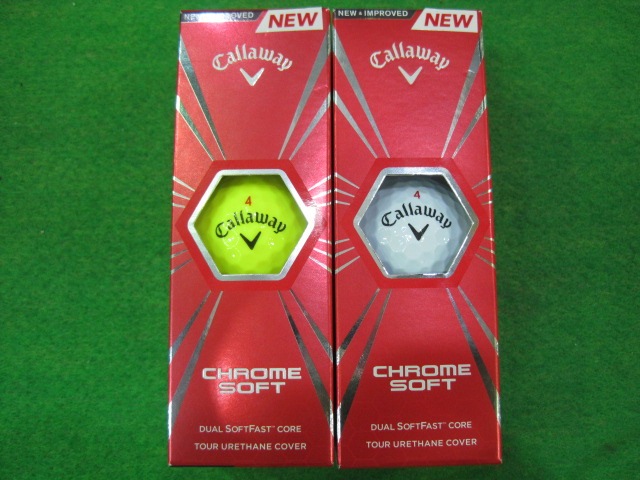 NEW & IMPROVED
NEW
Callaway
4
Callaway
CHROME
SOFT
DUAL SOFTFAST™ CORE
TOUR URETHANE COVER
NEW & IMPROVED
NEW
Callaway
4
Callaway
CHROME
SOFT
DUAL SOFTFAST™ CORE
TOUR URETHANE COVER